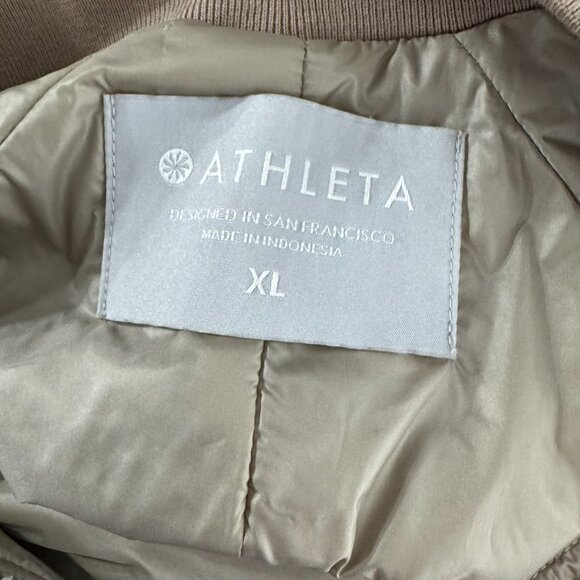 ATHLETA
DESIGNED IN SAN FRANCISCO
MADE IN INDONESIA
XL